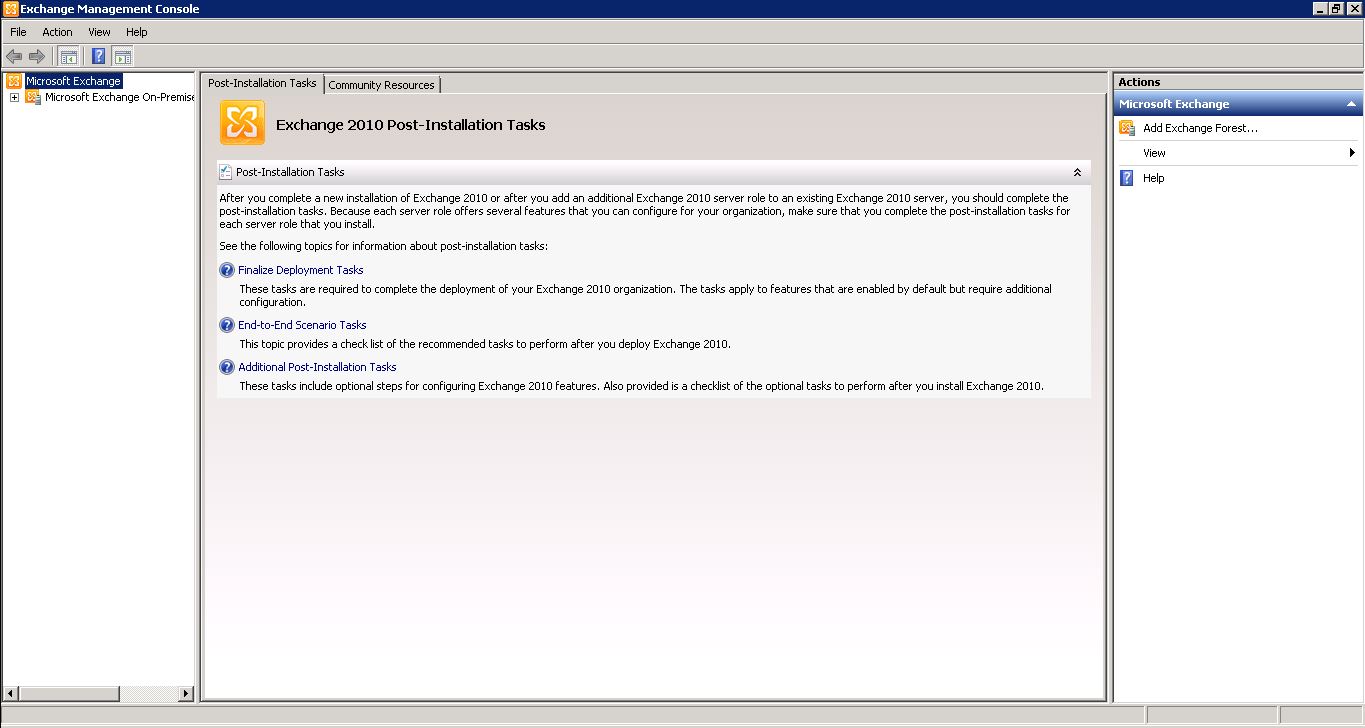 Exchange Management Console
File Action View Help
Microsoft Exchange
Microsoft Exchange On-Premise
Post-Installation Tasks
Community Resources
Exchange 2010 Post-Installation Tasks
Post-Installation Tasks
After you complete a new installation of Exchange 2010 or after you add an additional Exchange 2010 server role to an existing Exchange 2010 server, you should complete the
post-installation tasks. Because each server role offers several features that you can configure for your organization, make sure that you complete the post-installation tasks for
each server role that you install.
See the following topics for information about post-installation tasks:
Finalize Deployment Tasks
These tasks are required to complete the deployment of your Exchange 2010 organization. The tasks apply to features that are enabled by default but require additional
configuration.
End-to-End Scenario Tasks
This topic provides a check list of the recommended tasks to perform after you deploy Exchange 2010.
Additional Post-Installation Tasks
These tasks include optional steps for configuring Exchange 2010 features. Also provided is a checklist of the optional tasks to perform after you install Exchange 2010.
Actions
Microsoft Exchange
Add Exchange Forest...
View
Help